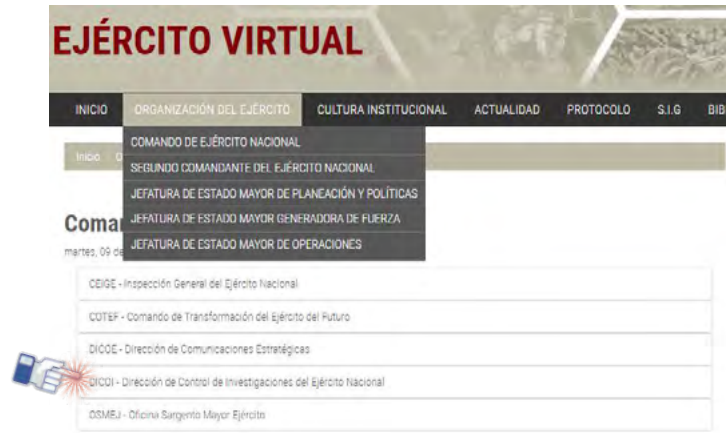 EJÉRCITO VIRTUAL
INICIO ORGANIZACIÓN DEL EJÉRCITO CULTURA INSTITUCIONAL ACTUALIDAD PROTOCOLO S.I.G BIB
COMANDO DE EJÉRCITO NACIONAL
Inicio
SEGUNDO COMANDANTE DEL EJÉRCITO NACIONAL
JEFATURA DE ESTADO MAYOR DE PLANEACIÓN Y POLÍTICAS
Coma
JEFATURA DE ESTADO MAYOR GENERADORA DE FUERZA
martes, 09 de
JEFATURA DE ESTADO MAYOR DE OPERACIONES
CEIGE - Inspección General del Ejército Nacional
COTEF - Comando de Transformación del Ejército del Futuro
DICOE - Dirección de Comunicaciones Estratégicas
DICOI - Dirección de Control de Investigaciones del Ejército Nacional
OSMEJ - Oficina Sargento Mayor Ejército